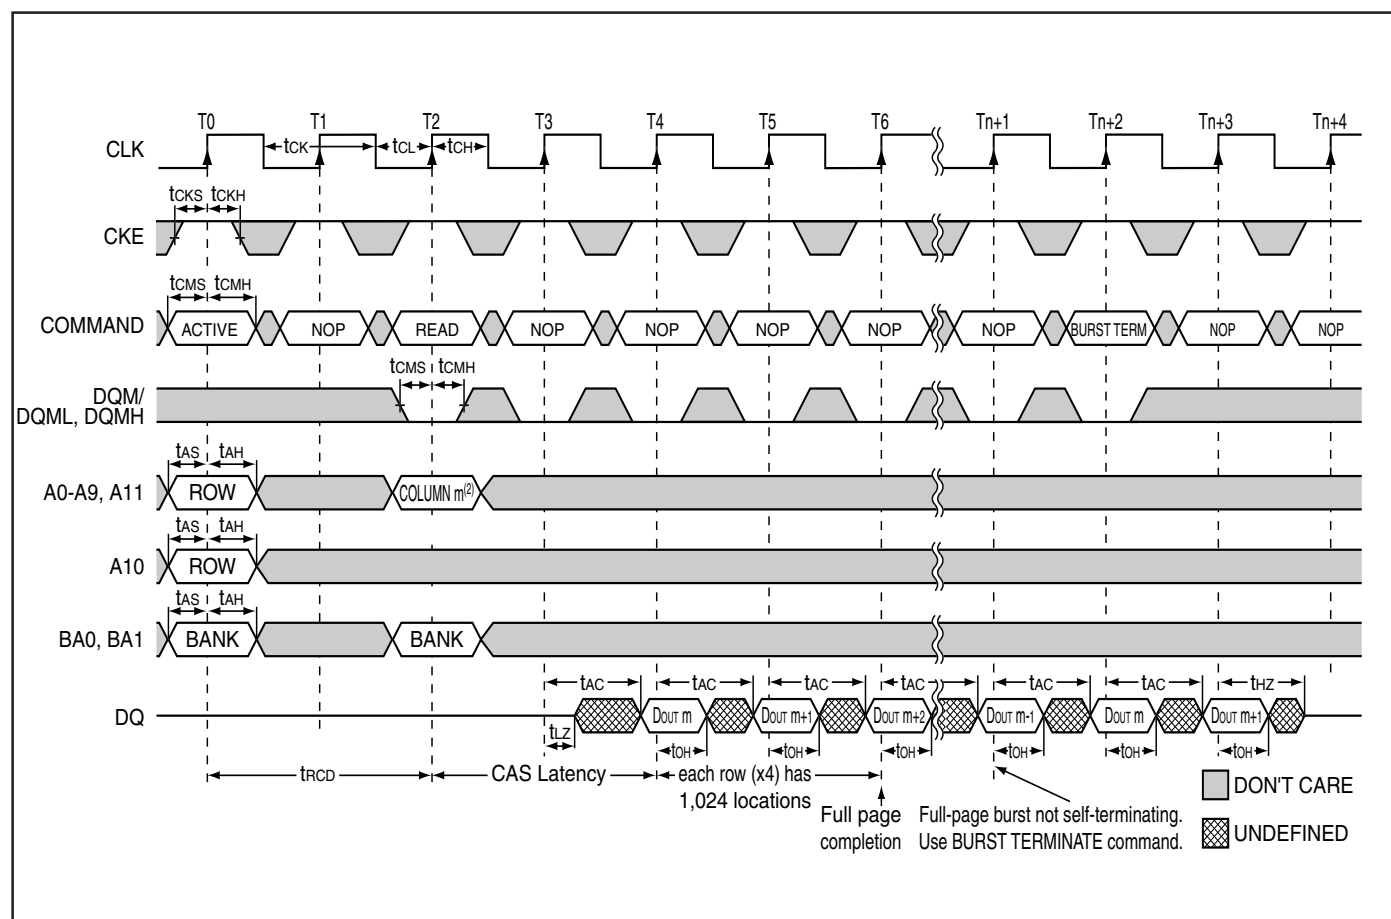 T0 T1 T2 T3 T4 T5 T6 Tn+1 Tn+2 Tn+3 Tn+4
CLK tCK tCL tCH
tCKS tCKH
CKE
tCMS tCMH
COMMAND ACTIVE NOP READ NOP NOP NOP NOP NOP BURST TERM NOP NOP
tCMS tCMH
DQM/
DQML, DQMH
tAS tAH
A0-A9, A11 ROW COLUMN m(2)
tAS tAH
A10 ROW
tAS tAH
BA0, BA1 BANK BANK
tAC tAC tAC tAC tAC tAC tHZ
DQ DOUT m DOUT m+1 DOUT m+2 DOUT m-1 DOUT m DOUT m+1
tLZ tOH tOH tOH tOH tOH tOH
tRCD CAS Latency each row (x4) has
1,024 locations
Full page
completion
Full-page burst not self-terminating.
Use BURST TERMINATE command.
DON'T CARE
UNDEFINED